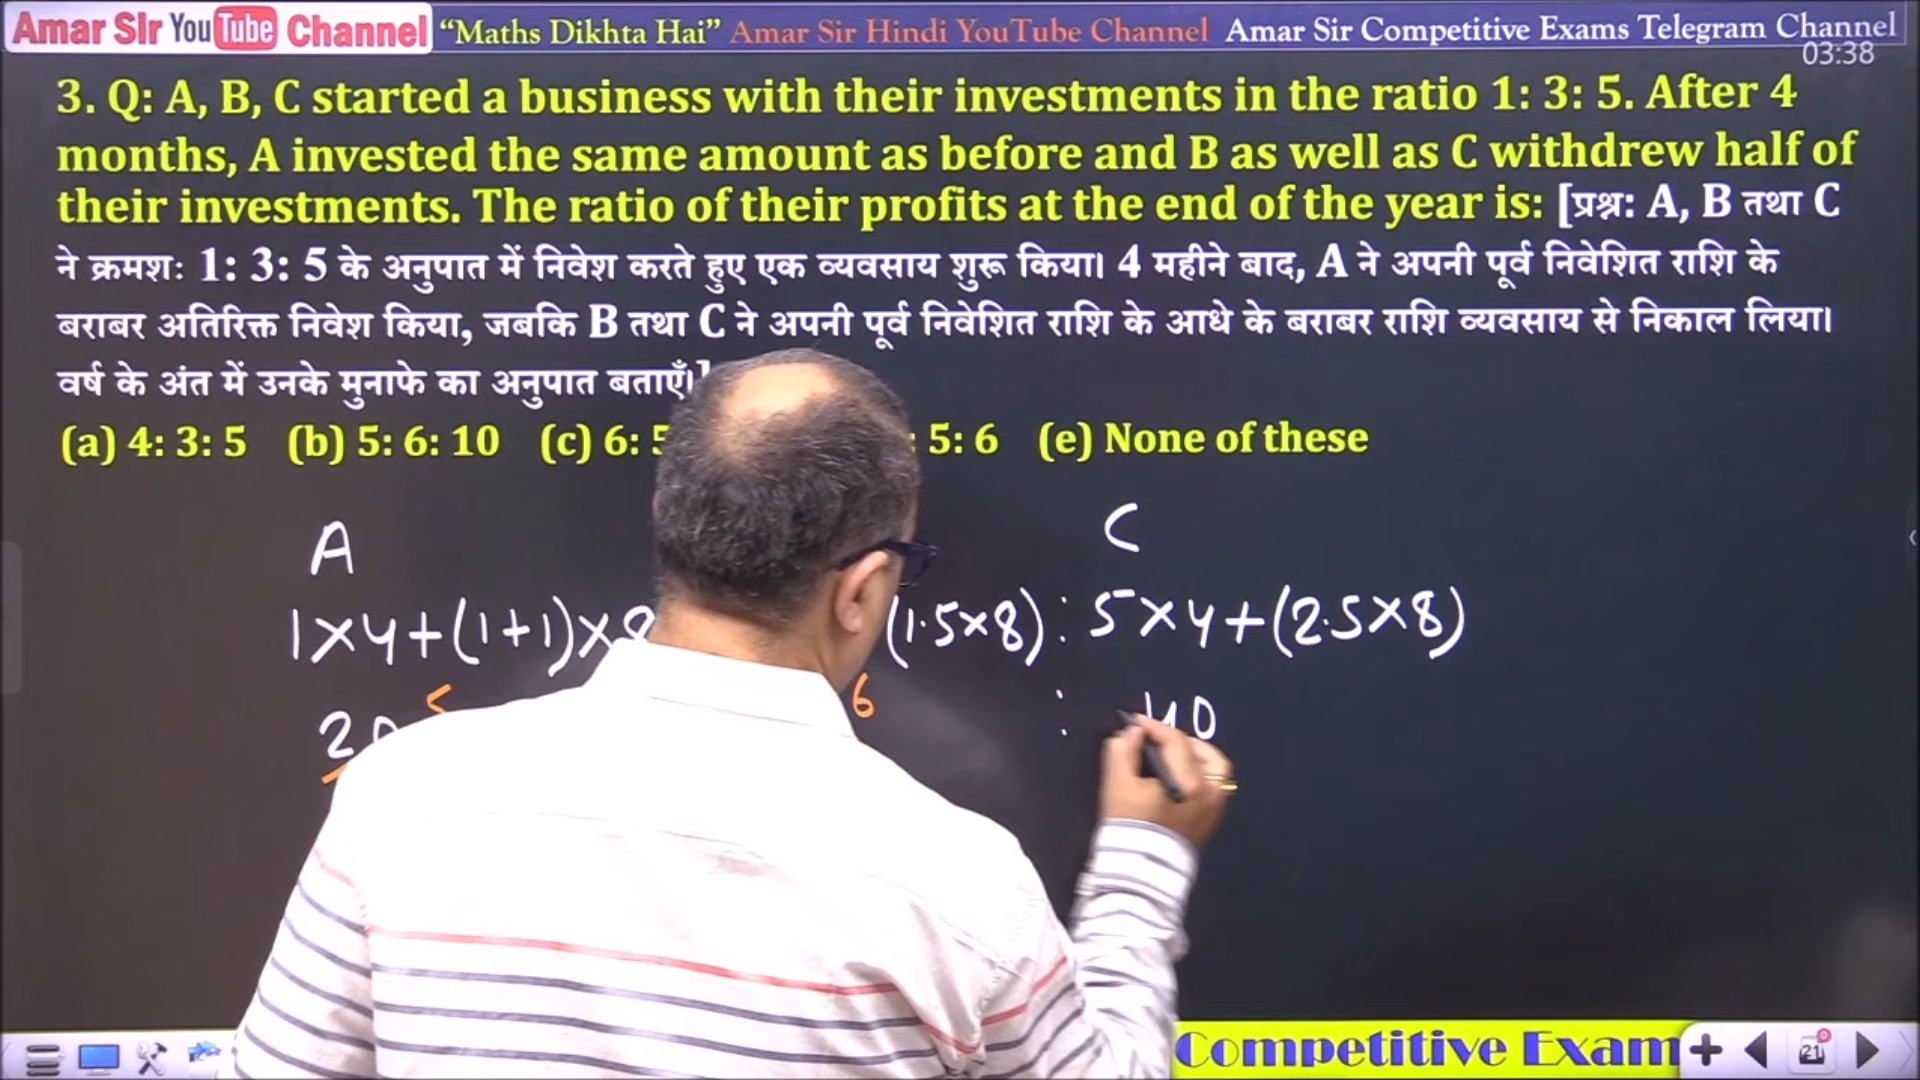 Amar Sir YouTube Channel "Maths Dikhta Hai" Amar Sir Hindi YouTube Channel Amar Sir Competitive Exams Telegram Channel
03:38
3. Q: A, B, C started a business with their investments in the ratio 1: 3: 5. After 4
months, A invested the same amount as before and B as well as C withdrew half of
their investments. The ratio of their profits at the end of the year is: [प्रश्न: A, B तथा C
ने क्रमशः 1: 3: 5 के अनुपात में निवेश करते हुए एक व्यवसाय शुरू किया। 4 महीने बाद, A ने अपनी पूर्व निवेशित राशि के
बराबर अतिरिक्त निवेश किया, जबकि B तथा C ने अपनी पूर्व निवेशित राशि के आधे के बराबर राशि व्यवसाय से निकाल लिया।
वर्ष के अंत में उनके मुनाफे का अनुपात बताएँ।]
(a) 4: 3: 5 (b) 5: 6: 10 (c) 6: 5 : 5: 6 (e) None of these
A C
1×4+(1+1)×8 (1.5×8) : 5×4+(2.5×8)
5 6
20 : 40
Competitive Exam
21